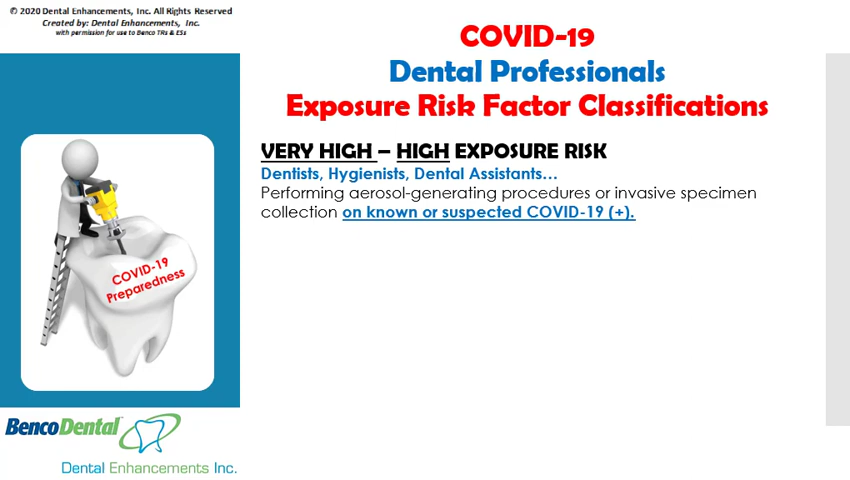 © 2020 Dental Enhancements, Inc. All Rights Reserved
Created by: Dental Enhancements, Inc.
with permission for use to Benco TRs & ESs
COVID-19
Dental Professionals
Exposure Risk Factor Classifications
VERY HIGH – HIGH EXPOSURE RISK
Dentists, Hygienists, Dental Assistants…
Performing aerosol-generating procedures or invasive specimen
collection on known or suspected COVID-19 (+).
COVID-19
Preparedness
BencoDental™
Dental Enhancements Inc.